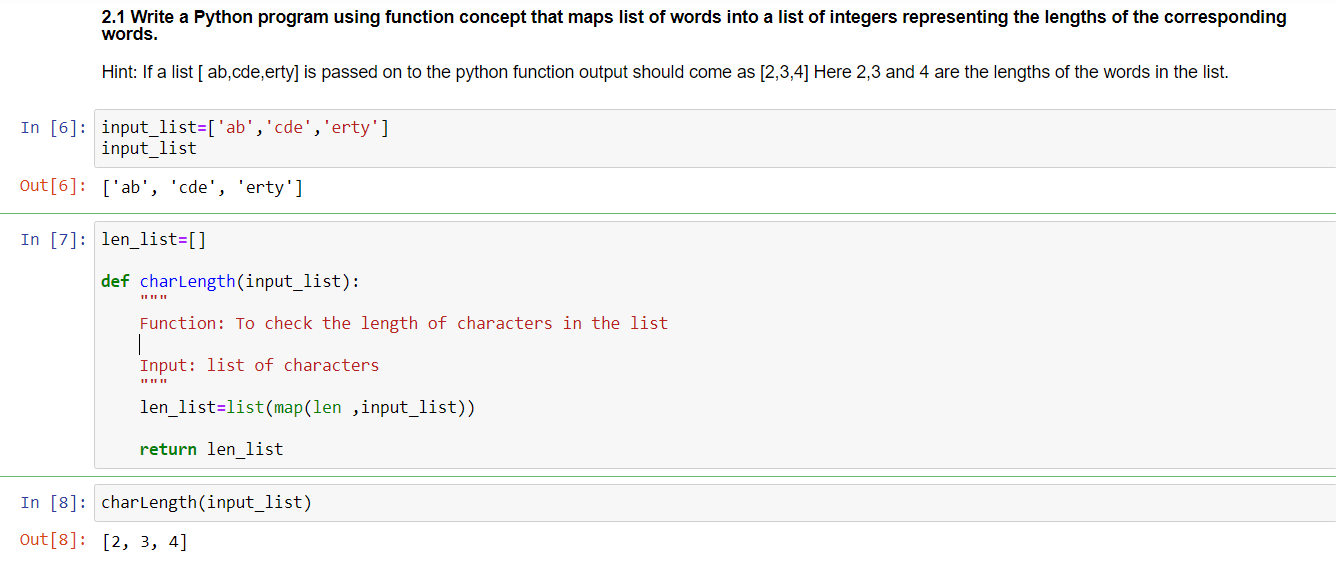 2.1 Write a Python program using function concept that maps list of words into a list of integers representing the lengths of the corresponding
words.
Hint: If a list [ ab,cde,erty] is passed on to the python function output should come as [2,3,4] Here 2,3 and 4 are the lengths of the words in the list.
In [6]: input_list=['ab','cde','erty']
input_list
Out[6]: ['ab', 'cde', 'erty']
In [7]: len_list=[]
def charLength(input_list):
"""
Function: To check the length of characters in the list
Input: list of characters
"""
len_list=list(map(len ,input_list))
return len_list
In [8]: charLength(input_list)
Out[8]: [2, 3, 4]